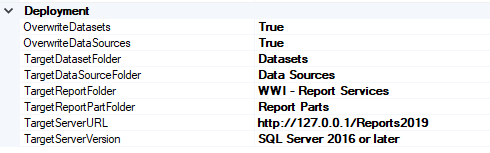 Deployment
OverwriteDatasets True
OverwriteDataSources True
TargetDatasetFolder Datasets
TargetDataSourceFolder Data Sources
TargetReportFolder WWI - Report Services
TargetReportPartFolder Report Parts
TargetServerURL http://127.0.0.1/Reports2019
TargetServerVersion SQL Server 2016 or later